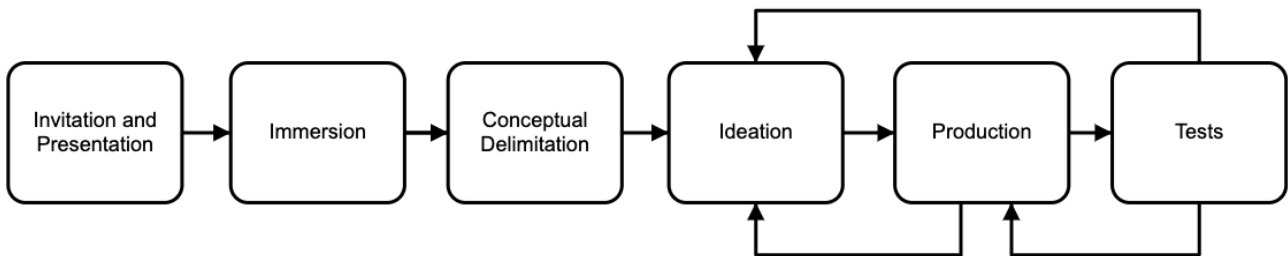 Invitation and
Presentation
Immersion
Conceptual
Delimitation
Ideation
Production
Tests